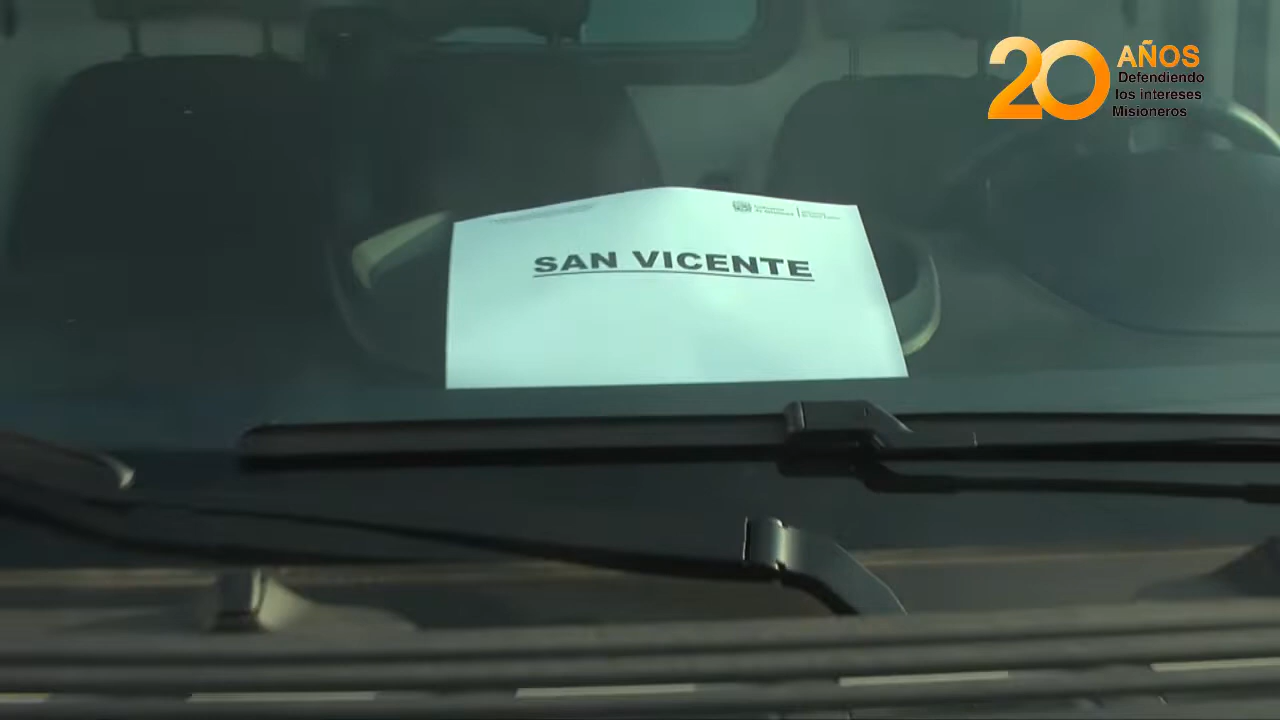 20 AÑOS
Defendiendo
los intereses
Misioneros
SAN VICENTE